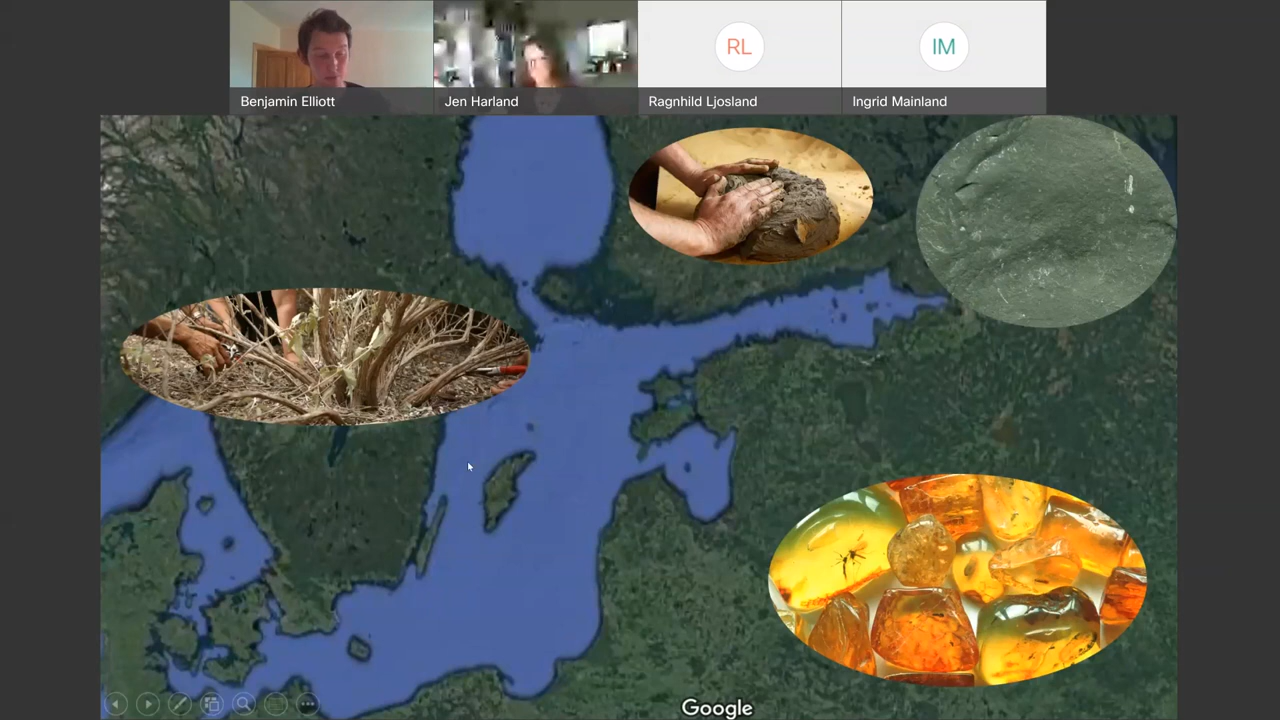 Benjamin Elliott
Jen Harland
RL
Ragnhild Ljosland
IM
Ingrid Mainland
Google